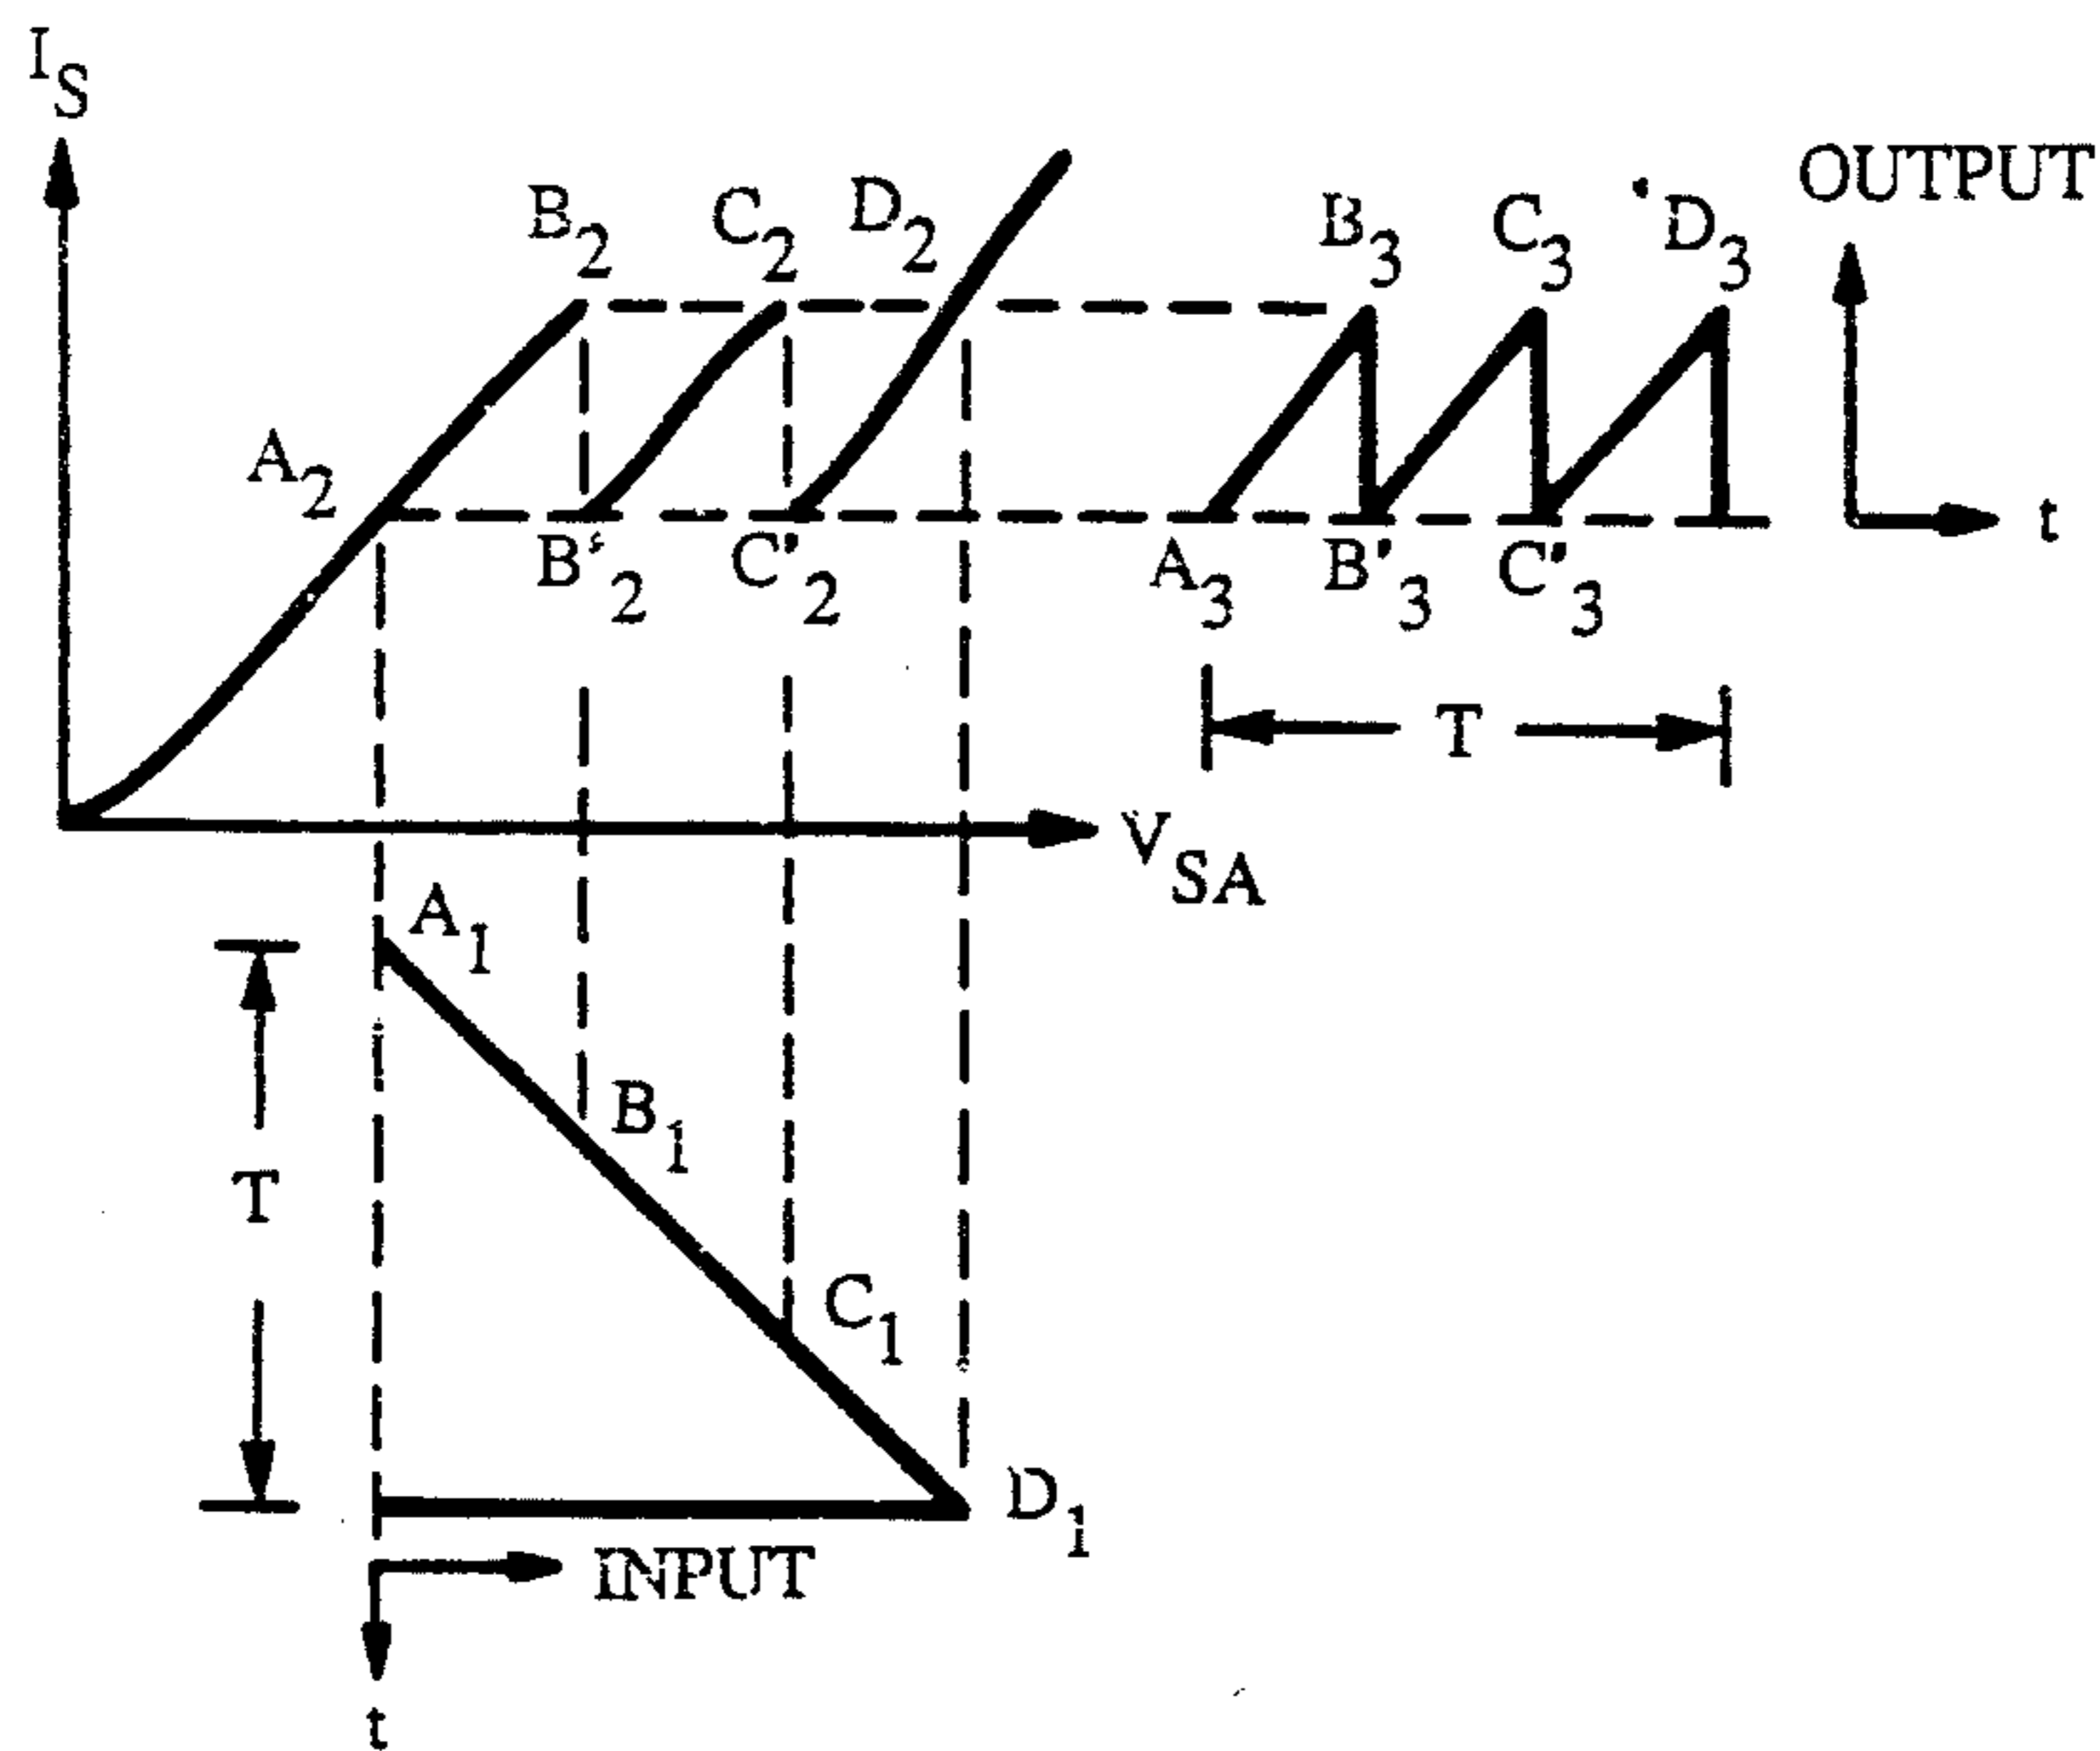 I_S
OUTPUT
B_2
C_2
D_2
B_3
C_3
D_3
A_2
t
B'_2
C'_2
A_3
B'_3
C'_3
T
V_SA
A_1
B_1
T
C_1
D_1
INPUT
t